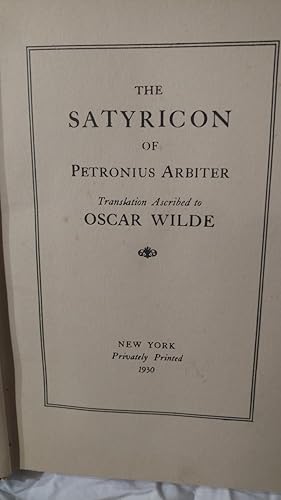 THE
SATYRICON
OF
PETRONIUS ARBITER
Translation Ascribed to
OSCAR WILDE
NEW YORK
Privately Printed
1930